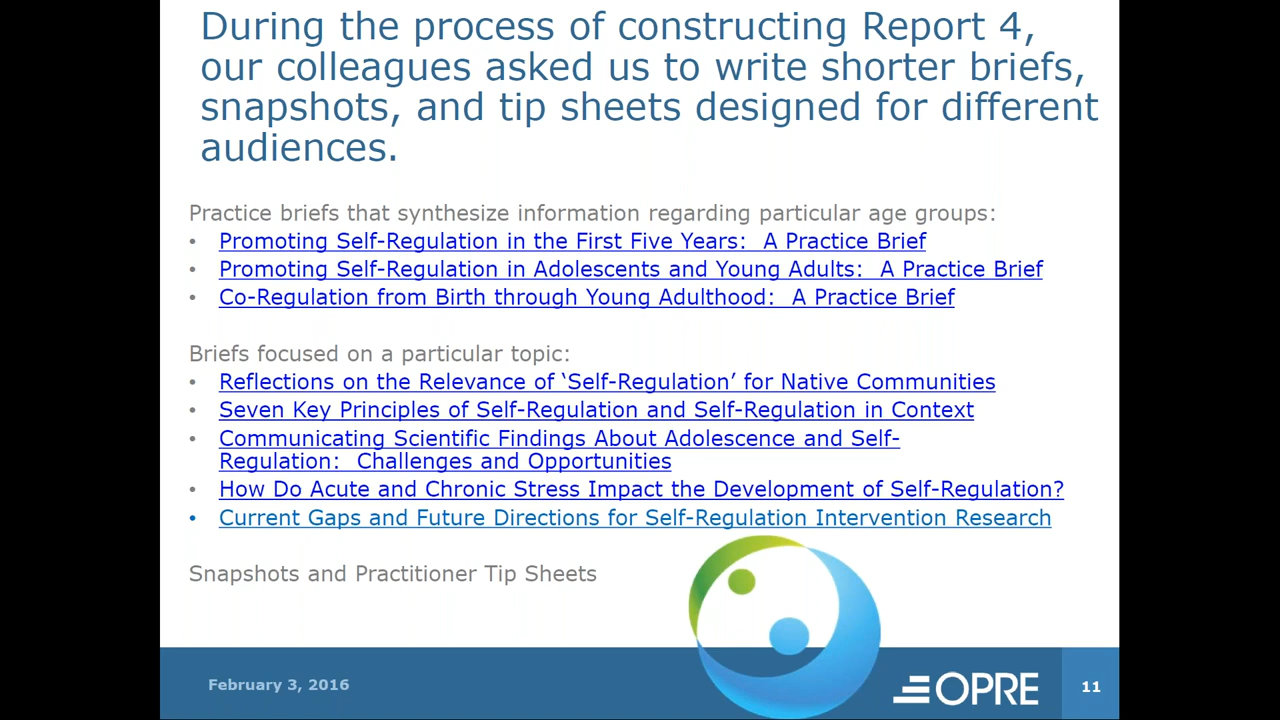 During the process of constructing Report 4,
our colleagues asked us to write shorter briefs,
snapshots, and tip sheets designed for different
audiences.
Practice briefs that synthesize information regarding particular age groups:
• Promoting Self-Regulation in the First Five Years:  A Practice Brief
• Promoting Self-Regulation in Adolescents and Young Adults:  A Practice Brief
• Co-Regulation from Birth through Young Adulthood:  A Practice Brief
Briefs focused on a particular topic:
• Reflections on the Relevance of ‘Self-Regulation’ for Native Communities
• Seven Key Principles of Self-Regulation and Self-Regulation in Context
• Communicating Scientific Findings About Adolescence and Self-
Regulation:  Challenges and Opportunities
• How Do Acute and Chronic Stress Impact the Development of Self-Regulation?
• Current Gaps and Future Directions for Self-Regulation Intervention Research
Snapshots and Practitioner Tip Sheets
February 3, 2016
OPRE
11